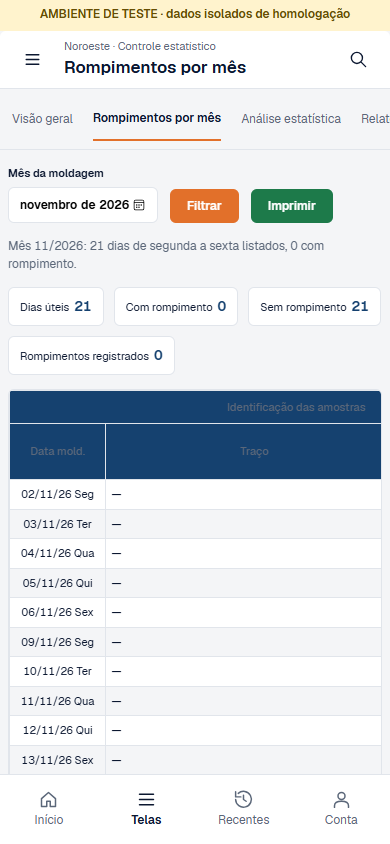 AMBIENTE DE TESTE · dados isolados de homologação
Noroeste · Controle estatístico
Rompimentos por mês
Visão geral
Rompimentos por mês
Análise estatística
Relat
Mês da moldagem
novembro de 2026
Filtrar
Imprimir
Mês 11/2026: 21 dias de segunda a sexta listados, 0 com
rompimento.
Dias úteis 21
Com rompimento 0
Sem rompimento 21
Rompimentos registrados 0
Identificação das amostras
Data mold.
Traço
02/11/26 Seg —
03/11/26 Ter —
04/11/26 Qua —
05/11/26 Qui —
06/11/26 Sex —
09/11/26 Seg —
10/11/26 Ter —
11/11/26 Qua —
12/11/26 Qui —
13/11/26 Sex —
Início
Telas
Recentes
Conta